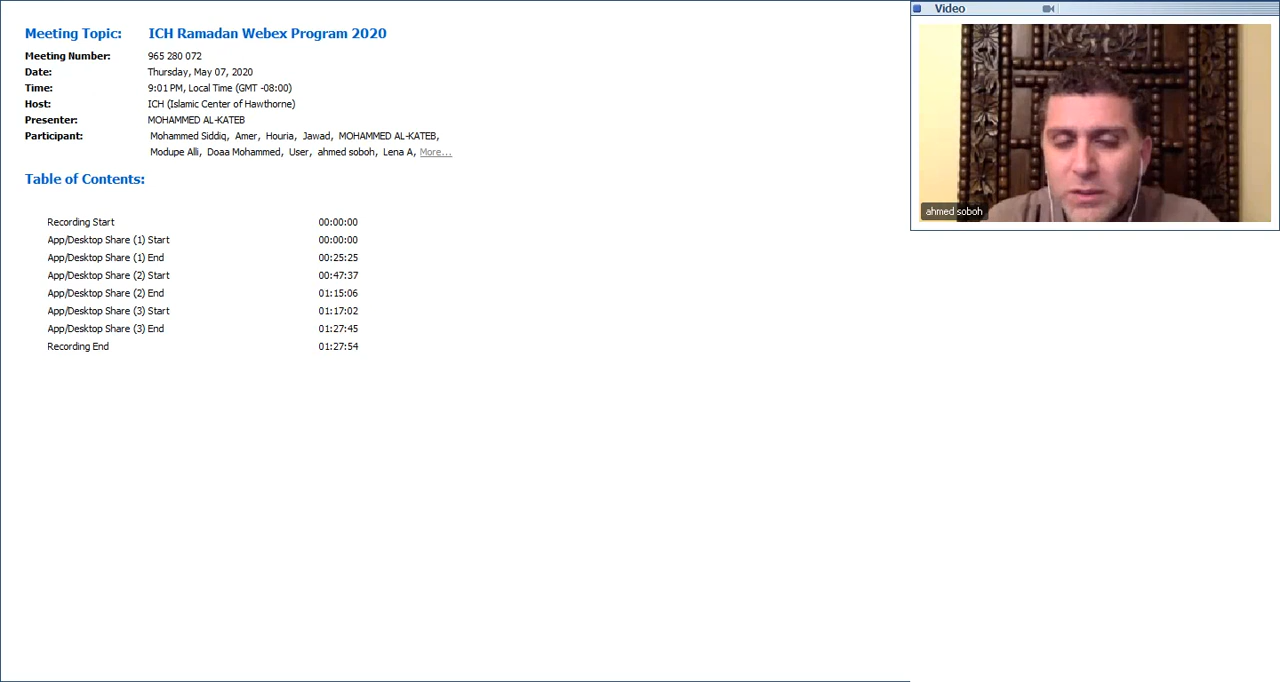 Meeting Topic: ICH Ramadan Webex Program 2020
Meeting Number: 965 280 072
Date: Thursday, May 07, 2020
Time: 9:01 PM, Local Time (GMT -08:00)
Host: ICH (Islamic Center of Hawthorne)
Presenter: MOHAMMED AL-KATEB
Participant: Mohammed Siddiq, Amer, Houria, Jawad, MOHAMMED AL-KATEB,
Modupe Alli, Doaa Mohammed, User, ahmed soboh, Lena A, More...
Table of Contents:
Recording Start 00:00:00
App/Desktop Share (1) Start 00:00:00
App/Desktop Share (1) End 00:25:25
App/Desktop Share (2) Start 00:47:37
App/Desktop Share (2) End 01:15:06
App/Desktop Share (3) Start 01:17:02
App/Desktop Share (3) End 01:27:45
Recording End 01:27:54
Video
ahmed soboh